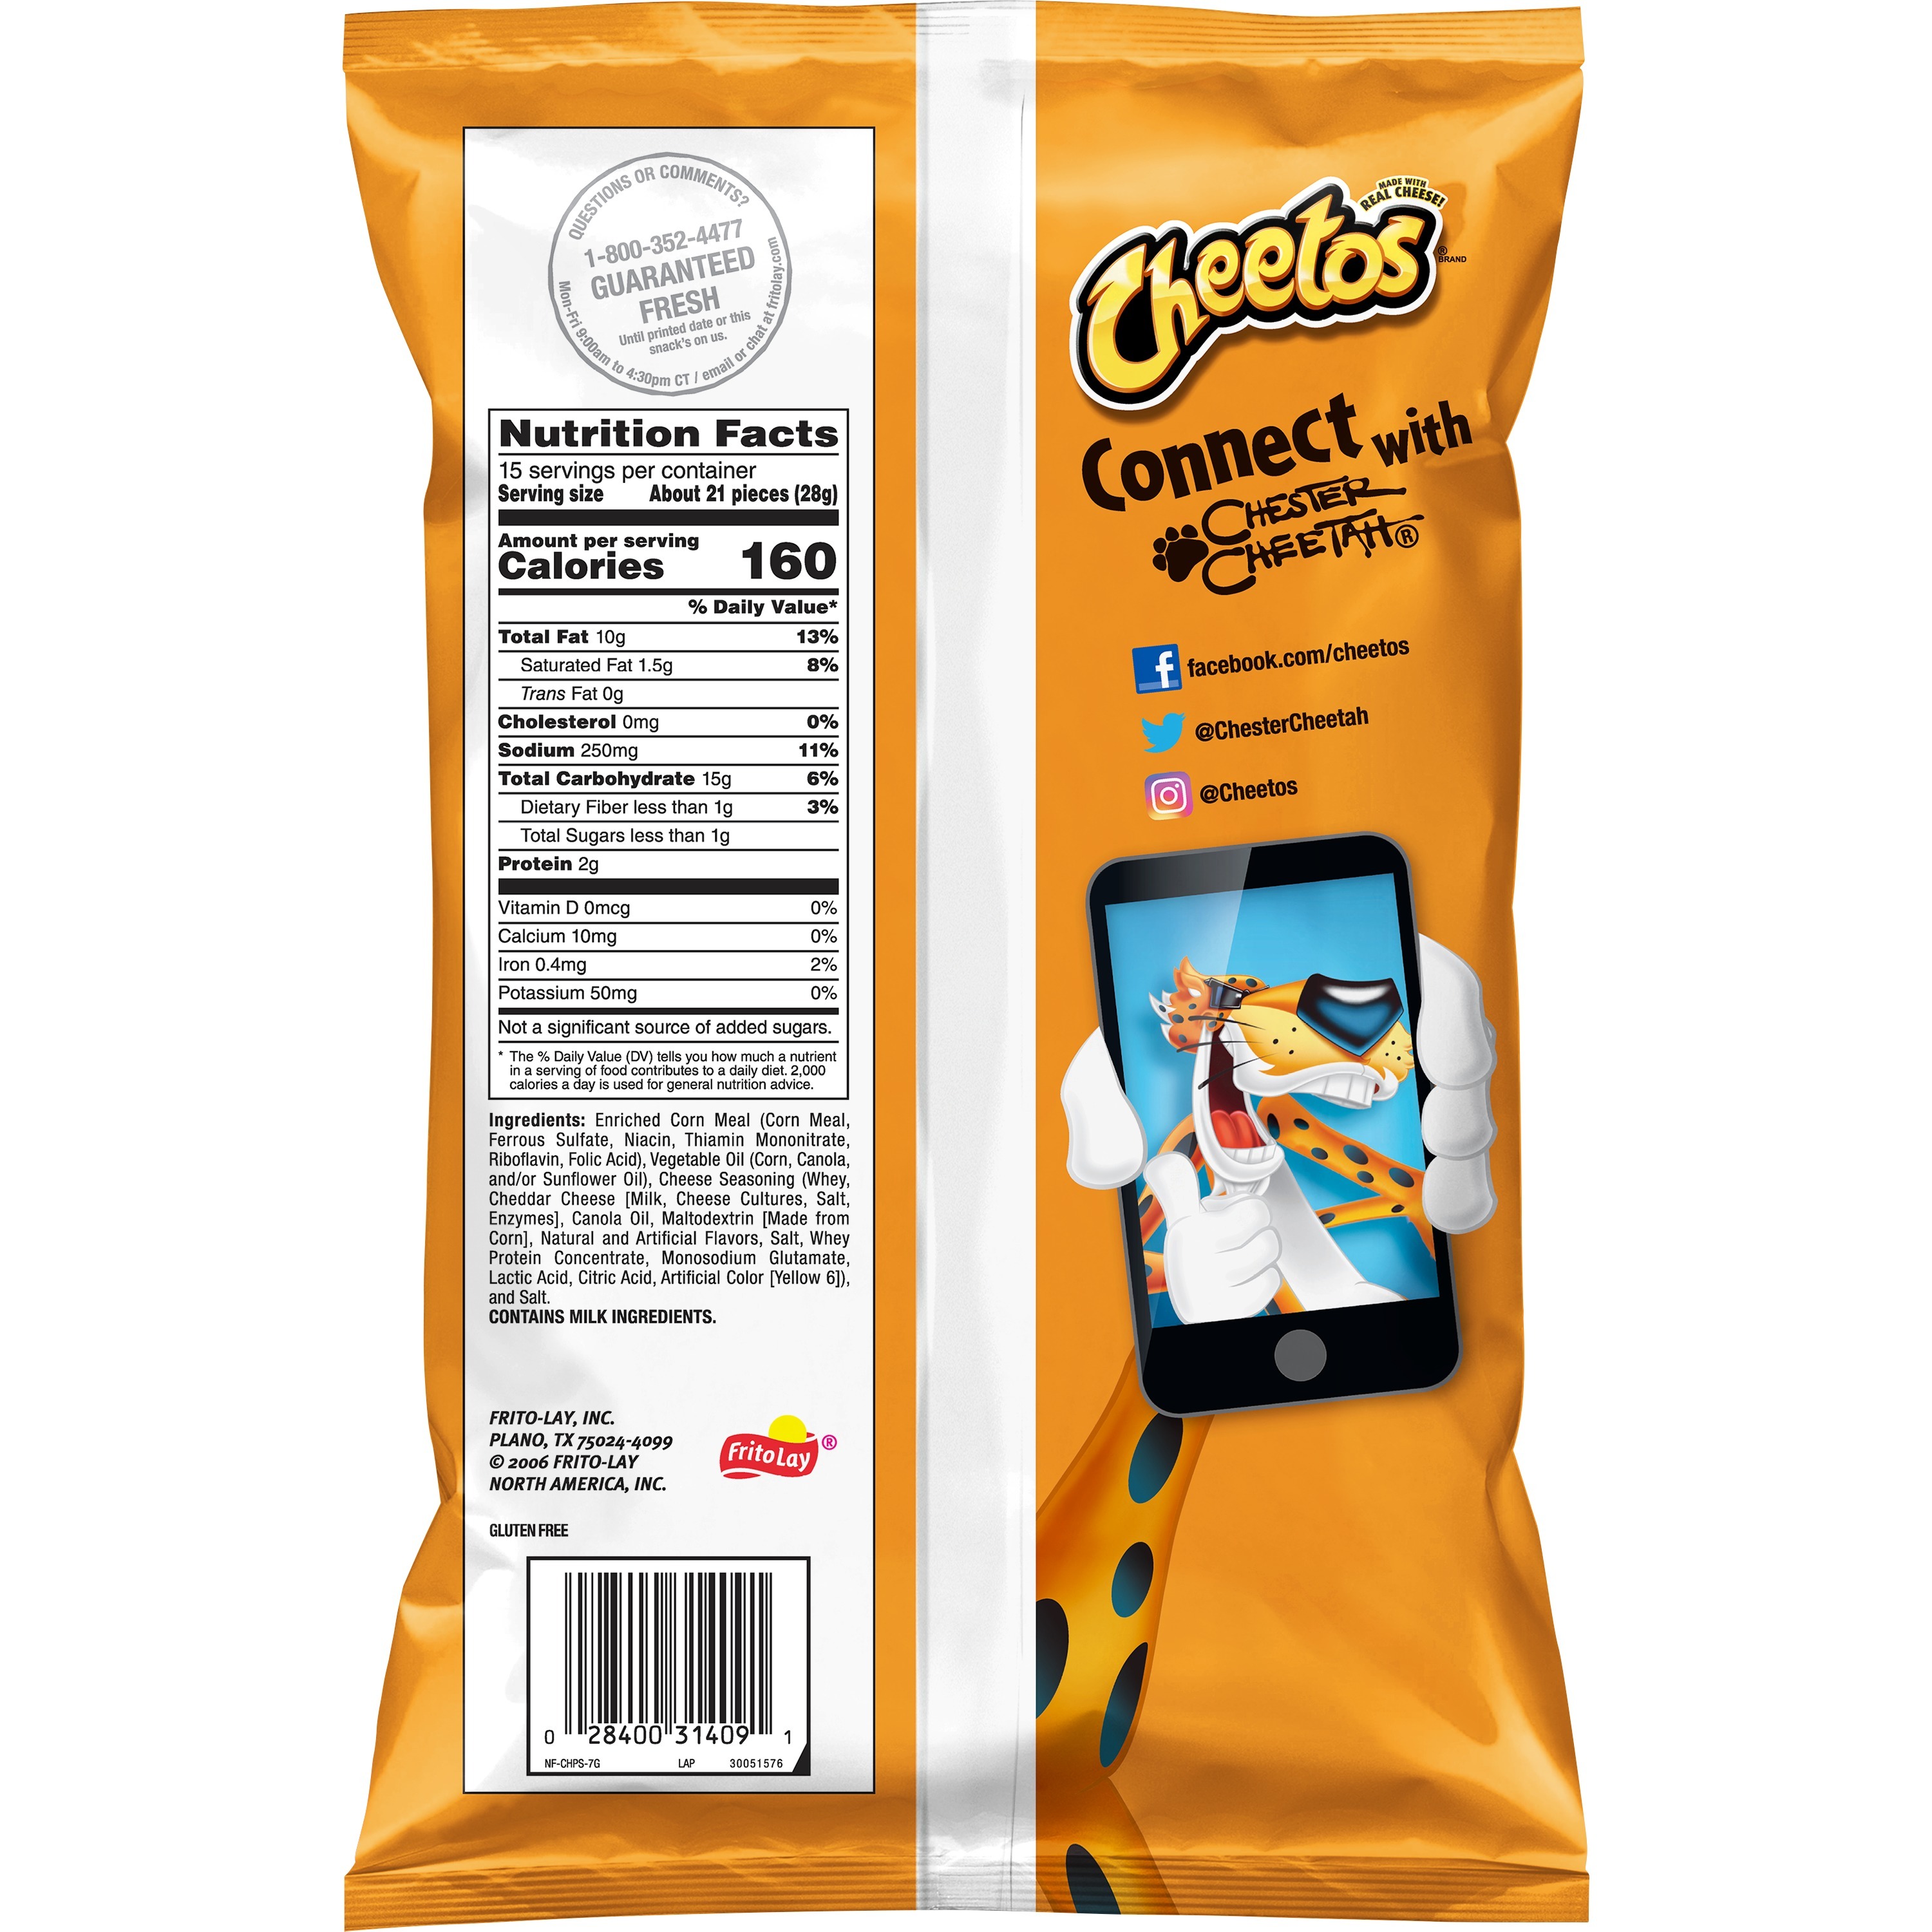 QUESTIONS OR COMMENTS?
1-800-352-4477
GUARANTEED
FRESH
Until printed date or this
snack's on us.
Mon-Fri 9:00am to 4:30pm CT / email or chat at fritolay.com
Nutrition Facts
15 servings per container
Serving size About 21 pieces (28g)
Amount per serving
Calories 160
% Daily Value*
Total Fat 10g 13%
Saturated Fat 1.5g 8%
Trans Fat 0g
Cholesterol 0mg 0%
Sodium 250mg 11%
Total Carbohydrate 15g 6%
Dietary Fiber less than 1g 3%
Total Sugars less than 1g
Protein 2g
Vitamin D 0mcg 0%
Calcium 10mg 0%
Iron 0.4mg 2%
Potassium 50mg 0%
Not a significant source of added sugars.
* The % Daily Value (DV) tells you how much a nutrient
in a serving of food contributes to a daily diet. 2,000
calories a day is used for general nutrition advice.
Ingredients: Enriched Corn Meal (Corn Meal,
Ferrous Sulfate, Niacin, Thiamin Mononitrate,
Riboflavin, Folic Acid), Vegetable Oil (Corn, Canola,
and/or Sunflower Oil), Cheese Seasoning (Whey,
Cheddar Cheese [Milk, Cheese Cultures, Salt,
Enzymes], Canola Oil, Maltodextrin [Made from
Corn], Natural and Artificial Flavors, Salt, Whey
Protein Concentrate, Monosodium Glutamate,
Lactic Acid, Citric Acid, Artificial Color [Yellow 6]),
and Salt.
CONTAINS MILK INGREDIENTS.
FRITO-LAY, INC.
PLANO, TX 75024-4099
© 2006 FRITO-LAY
NORTH AMERICA, INC.
Frito Lay ®
GLUTEN FREE
0 28400 31409 1
NF-CHPS-7G LAP 30051576
MADE WITH
REAL CHEESE!
Cheetos
®
BRAND
Connect with
CHESTER
CHEETAH®
f facebook.com/cheetos
@ChesterCheetah
@Cheetos